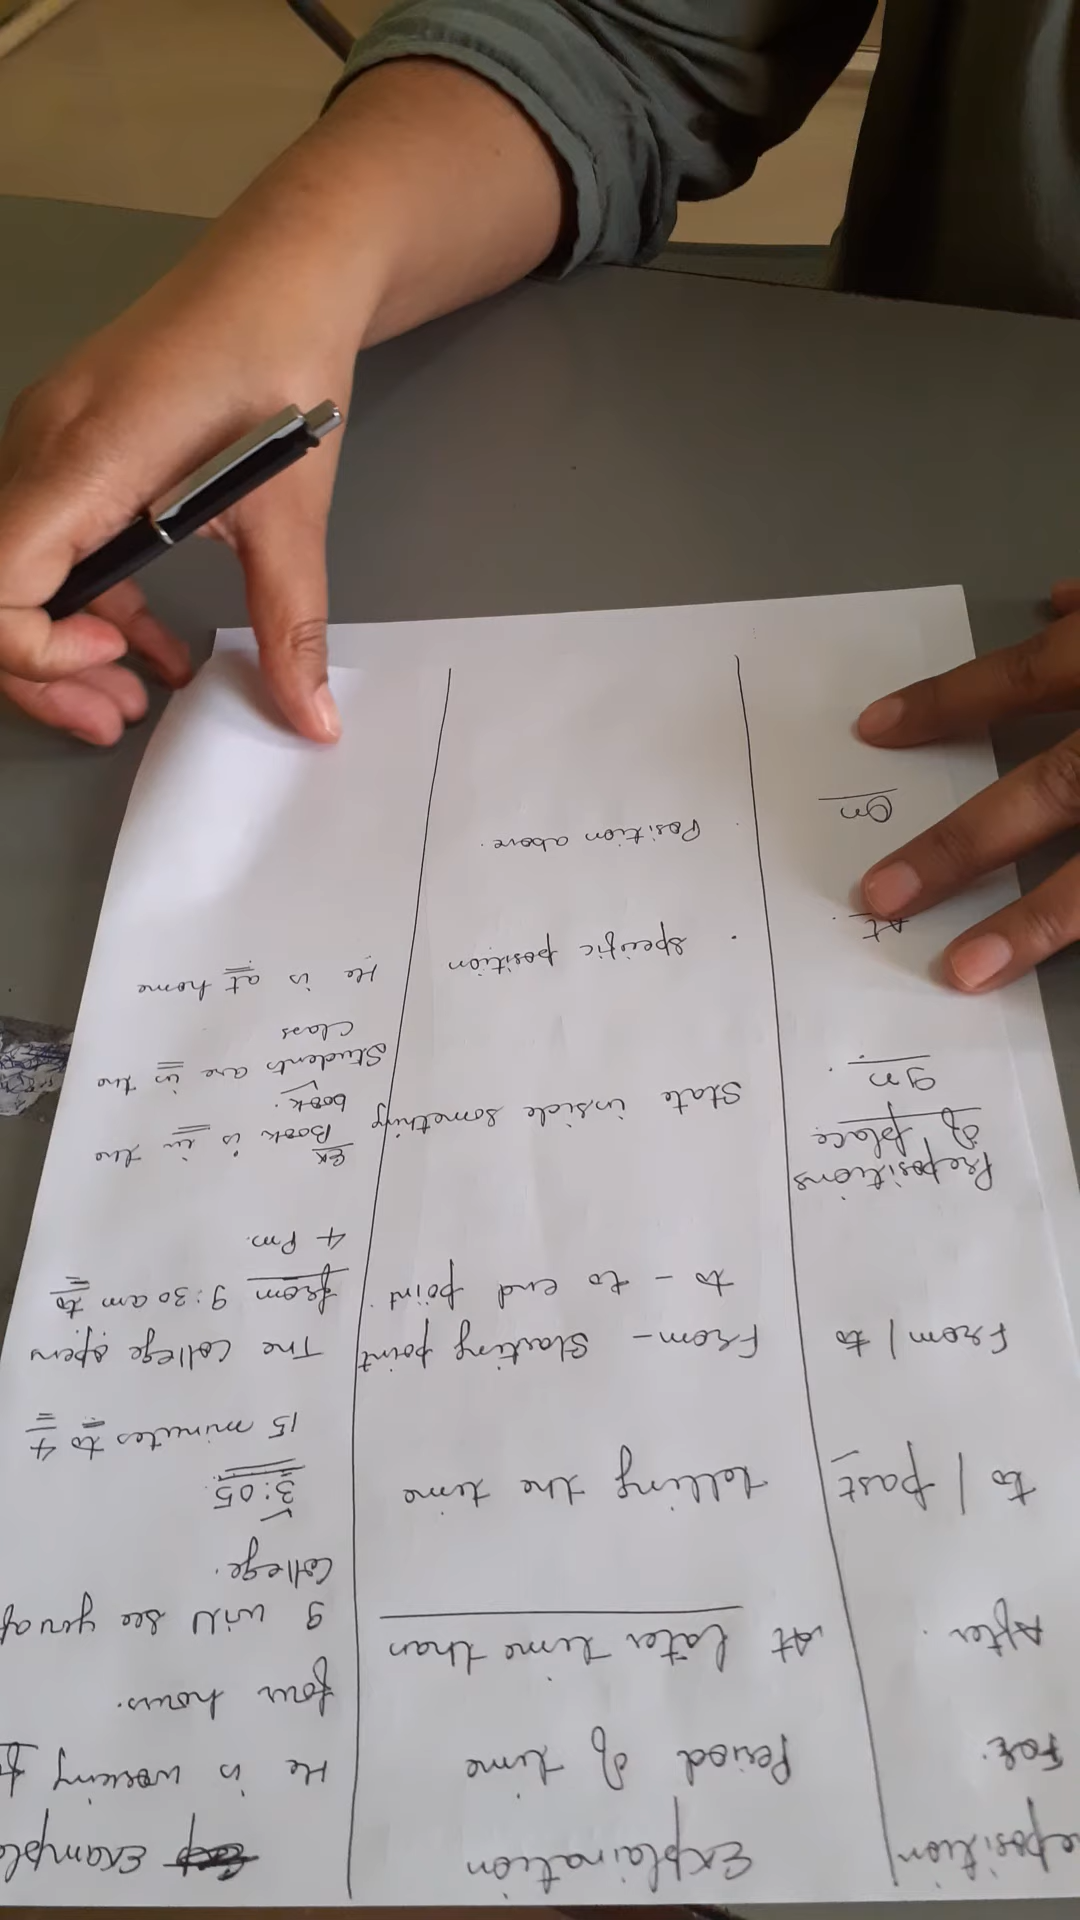 Explaination Example
For. Period of time He is working
four hours.
After. At later time than I will see you
College.
to / past telling the time 3:05
15 minutes to 4
From / to From - Starting point The College opens
to - to end point. from 9:30 am to
4 Pm.
Prepositions
of place
In. State inside something Ex Book is in the
book.
Students are in the
Class
At. Specific position He is at home
On Position above.